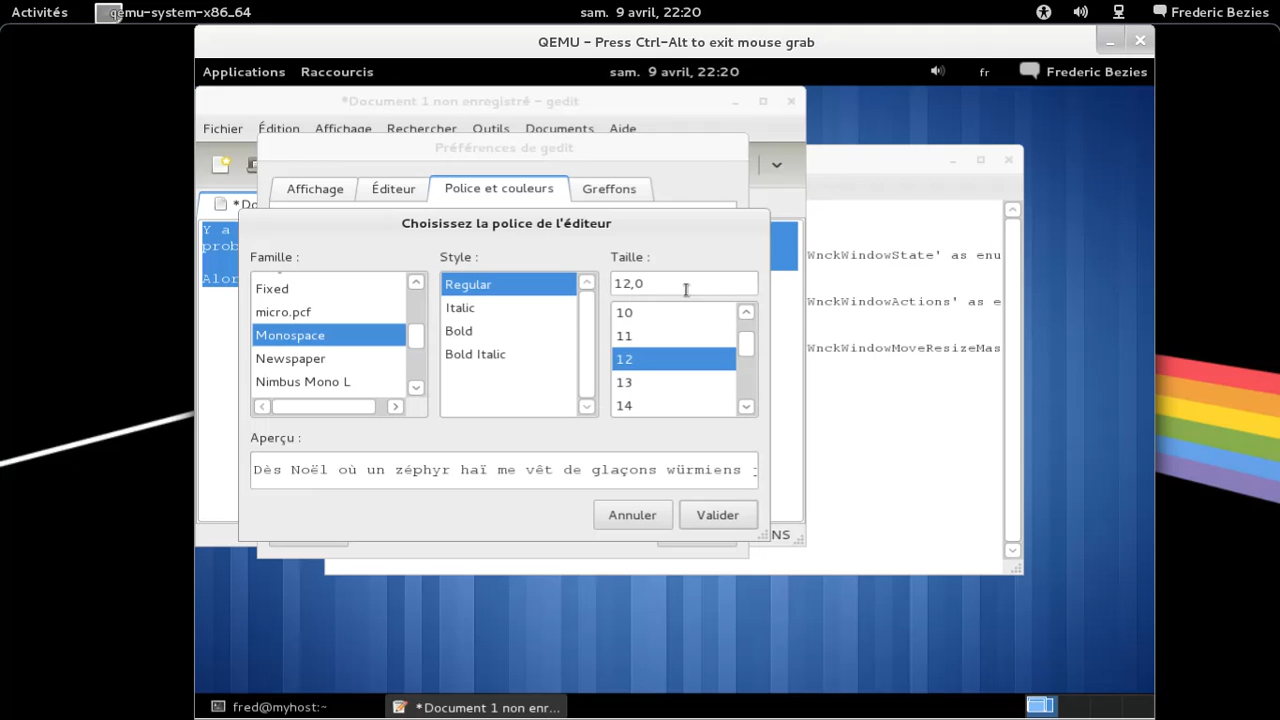 Activités qemu-system-x86_64 sam. 9 avril, 22:20 Frederic Bezies
QEMU - Press Ctrl-Alt to exit mouse grab
Applications Raccourcis sam. 9 avril, 22:20 fr Frederic Bezies
*Document 1 non enregistré - gedit
Fichier Édition Affichage Rechercher Outils Documents Aide
Préférences de gedit
Affichage Éditeur Police et couleurs Greffons
*Do
Choisissez la police de l'éditeur
Y a
prob
Alor
WnckWindowState' as enu
WnckWindowActions' as e
WnckWindowMoveResizeMas
Famille : Style : Taille :
Fixed
micro.pcf
Monospace
Newspaper
Nimbus Mono L
Regular
Italic
Bold
Bold Italic
12,0
10
11
12
13
14
Aperçu :
Dès Noël où un zéphyr haï me vêt de glaçons würmiens
Annuler Valider
NS
fred@myhost:~ *Document 1 non enr...